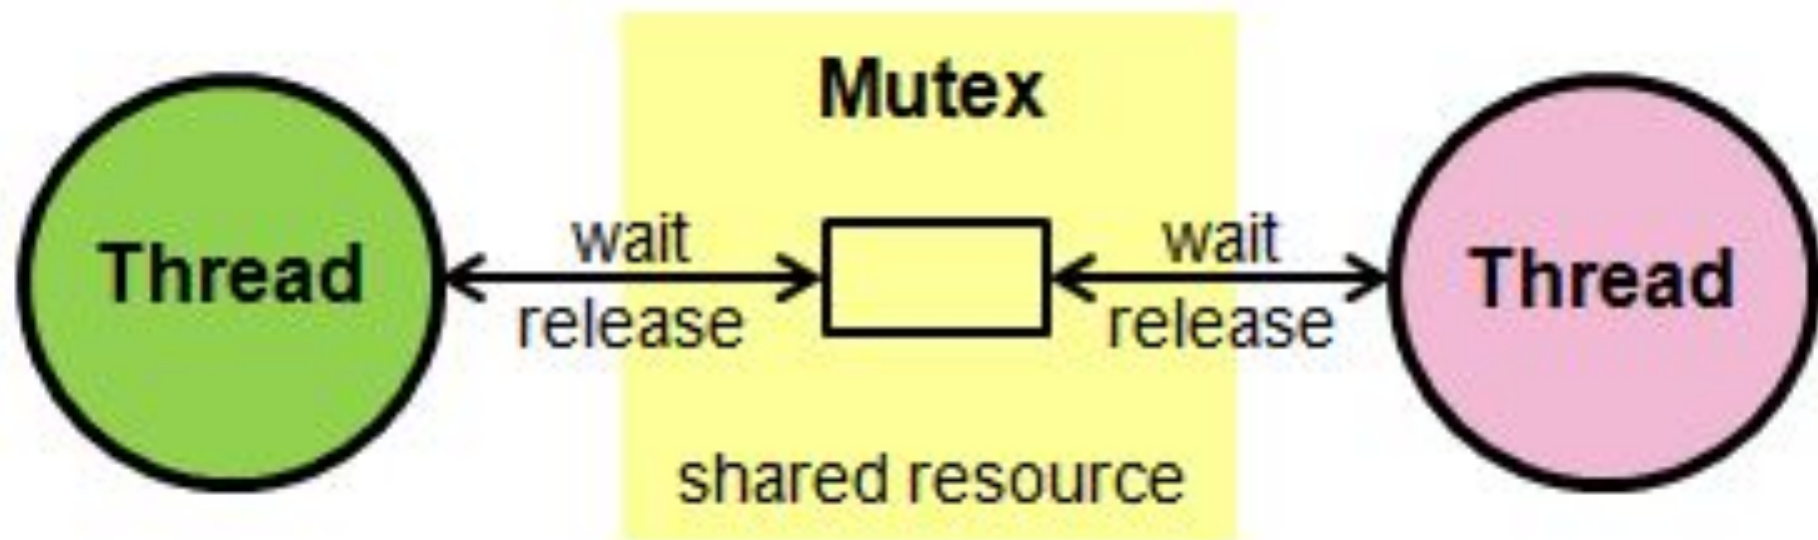 Mutex
Thread
wait
release
wait
release
Thread
shared resource